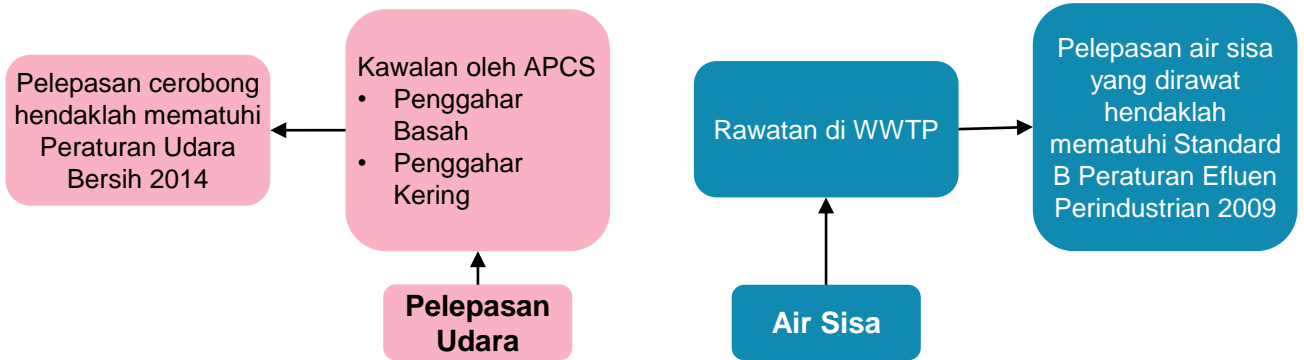 Pelepasan cerobong
hendaklah mematuhi
Peraturan Udara
Bersih 2014
Kawalan oleh APCS
• Penggahar
Basah
• Penggahar
Kering
Pelepasan
Udara
Rawatan di WWTP
Air Sisa
Pelepasan air sisa
yang dirawat
hendaklah
mematuhi Standard
B Peraturan Efluen
Perindustrian 2009